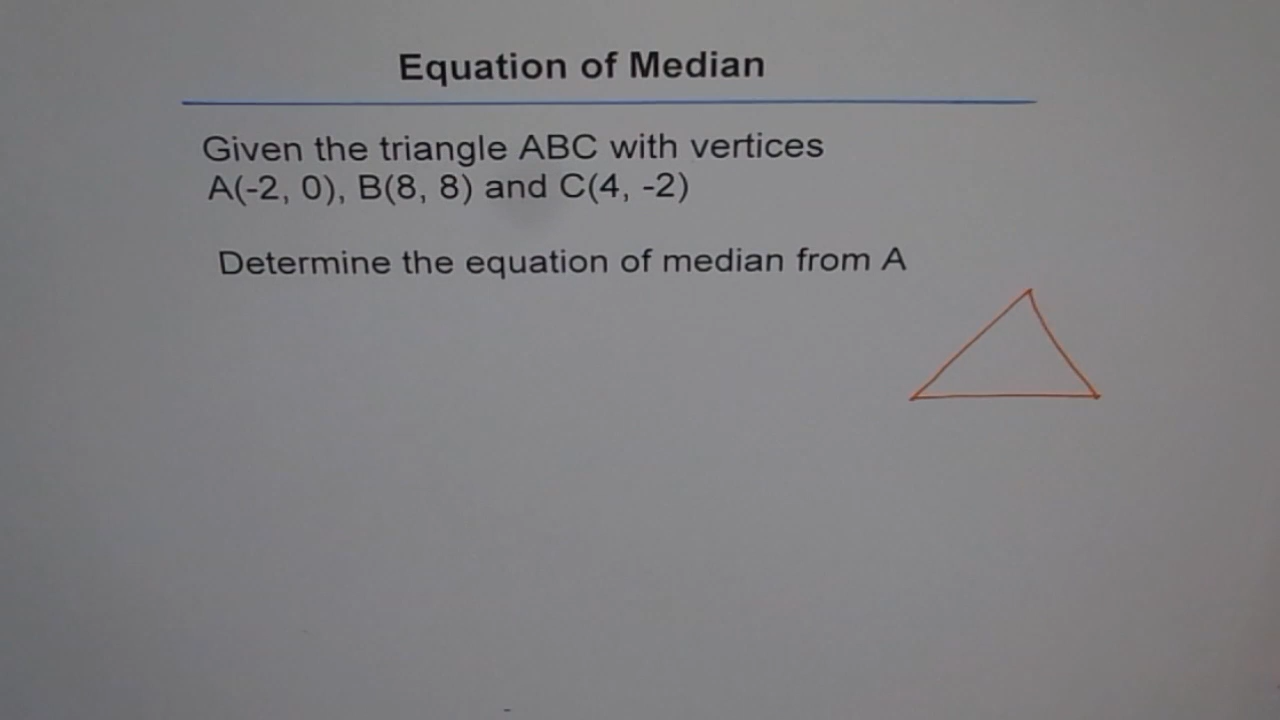 Equation of Median
Given the triangle ABC with vertices
A(-2, 0), B(8, 8) and C(4, -2)
Determine the equation of median from A